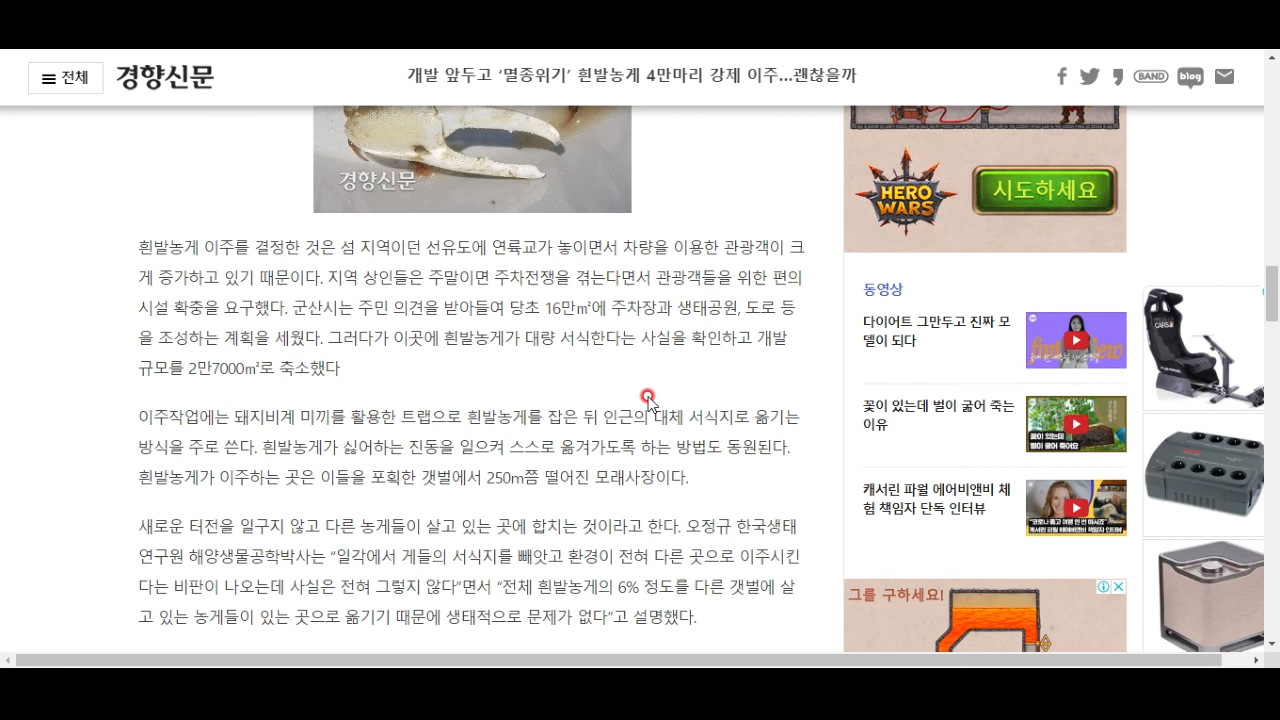 전체
경향신문
개발 앞두고 ‘멸종위기’ 흰발농게 4만마리 강제 이주...괜찮을까
BAND
blog
경향신문
HERO WARS
시도하세요
흰발농게 이주를 결정한 것은 섬 지역이던 선유도에 연륙교가 놓이면서 차량을 이용한 관광객이 크
게 증가하고 있기 때문이다. 지역 상인들은 주말이면 주차전쟁을 겪는다면서 관광객들을 위한 편의
시설 확충을 요구했다. 군산시는 주민 의견을 받아들여 당초 16만㎡에 주차장과 생태공원, 도로 등
을 조성하는 계획을 세웠다. 그러다가 이곳에 흰발농게가 대량 서식한다는 사실을 확인하고 개발
규모를 2만7000㎡로 축소했다
이주작업에는 돼지비계 미끼를 활용한 트랩으로 흰발농게를 잡은 뒤 인근의 대체 서식지로 옮기는
방식을 주로 쓴다. 흰발농게가 싫어하는 진동을 일으켜 스스로 옮겨가도록 하는 방법도 동원된다.
흰발농게가 이주하는 곳은 이들을 포획한 갯벌에서 250m쯤 떨어진 모래사장이다.
새로운 터전을 일구지 않고 다른 농게들이 살고 있는 곳에 합치는 것이라고 한다. 오정규 한국생태
연구원 해양생물공학박사는 “일각에서 게들의 서식지를 빼앗고 환경이 전혀 다른 곳으로 이주시킨
다는 비판이 나오는데 사실은 전혀 그렇지 않다”면서 “전체 흰발농게의 6% 정도를 다른 갯벌에 살
고 있는 농게들이 있는 곳으로 옮기기 때문에 생태적으로 문제가 없다”고 설명했다.
동영상
다이어트 그만두고 진짜 모
델이 되다
꽃이 있는데 벌이 굶어 죽는
이유
꽃이 있는데
벌이 굶어 죽어요
캐서린 파월 에어비앤비 체
험 책임자 단독 인터뷰
그를 구하세요!